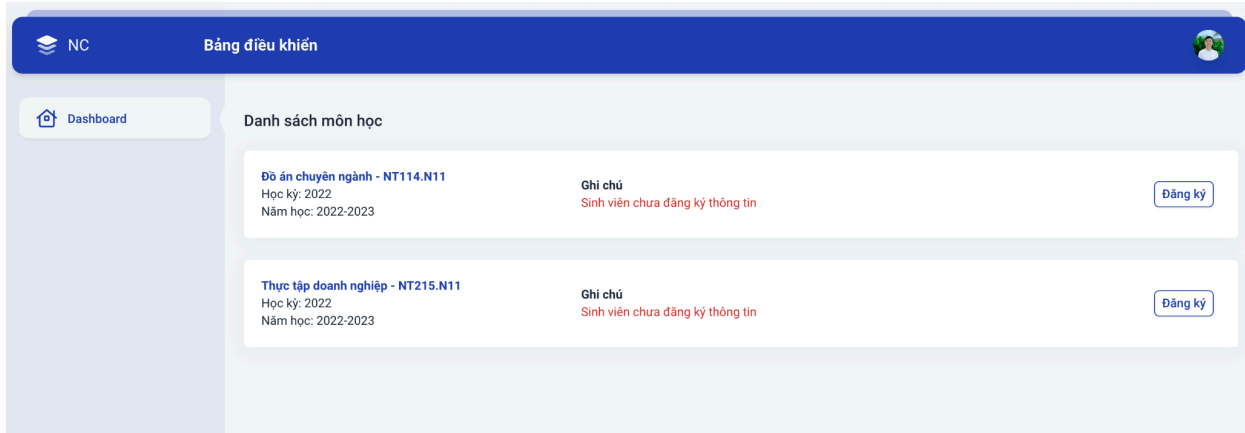 NC
Bảng điều khiển
Dashboard
Danh sách môn học
Đồ án chuyên ngành - NT114.N11
Học kỳ: 2022
Năm học: 2022-2023
Ghi chú
Sinh viên chưa đăng ký thông tin
Đăng ký
Thực tập doanh nghiệp - NT215.N11
Học kỳ: 2022
Năm học: 2022-2023
Ghi chú
Sinh viên chưa đăng ký thông tin
Đăng ký